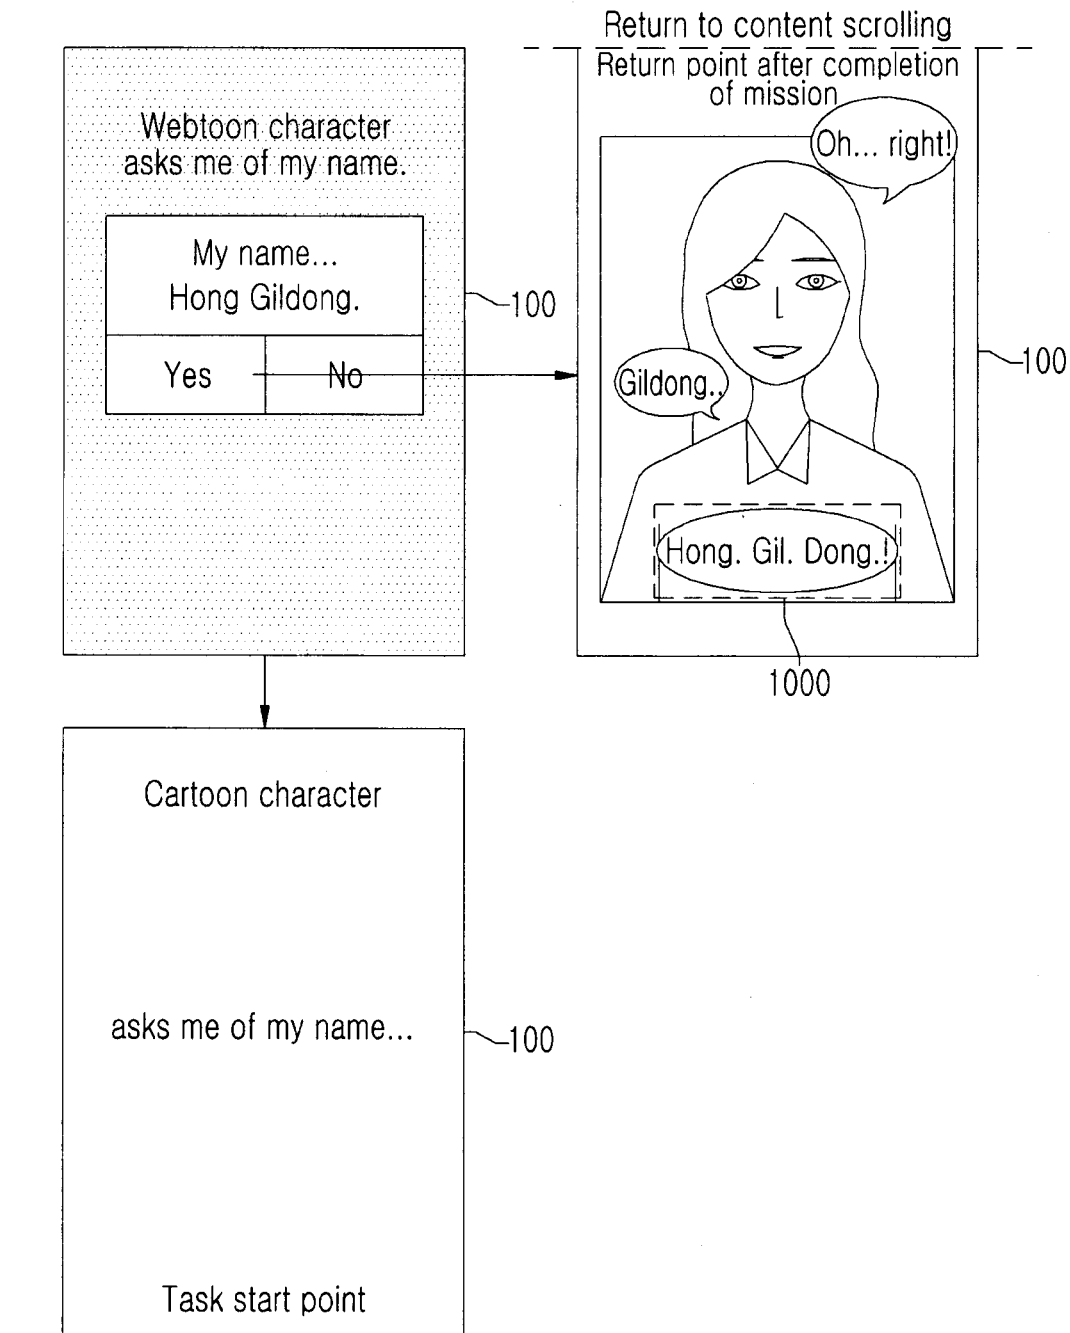 Return to content scrolling
Return point after completion
of mission
Webtoon character
asks me of my name.
My name...
Hong Gildong.
Yes
No
100
Oh... right!
Gildong..
Hong. Gil. Dong.!
100
1000
Cartoon character
asks me of my name...
100
Task start point